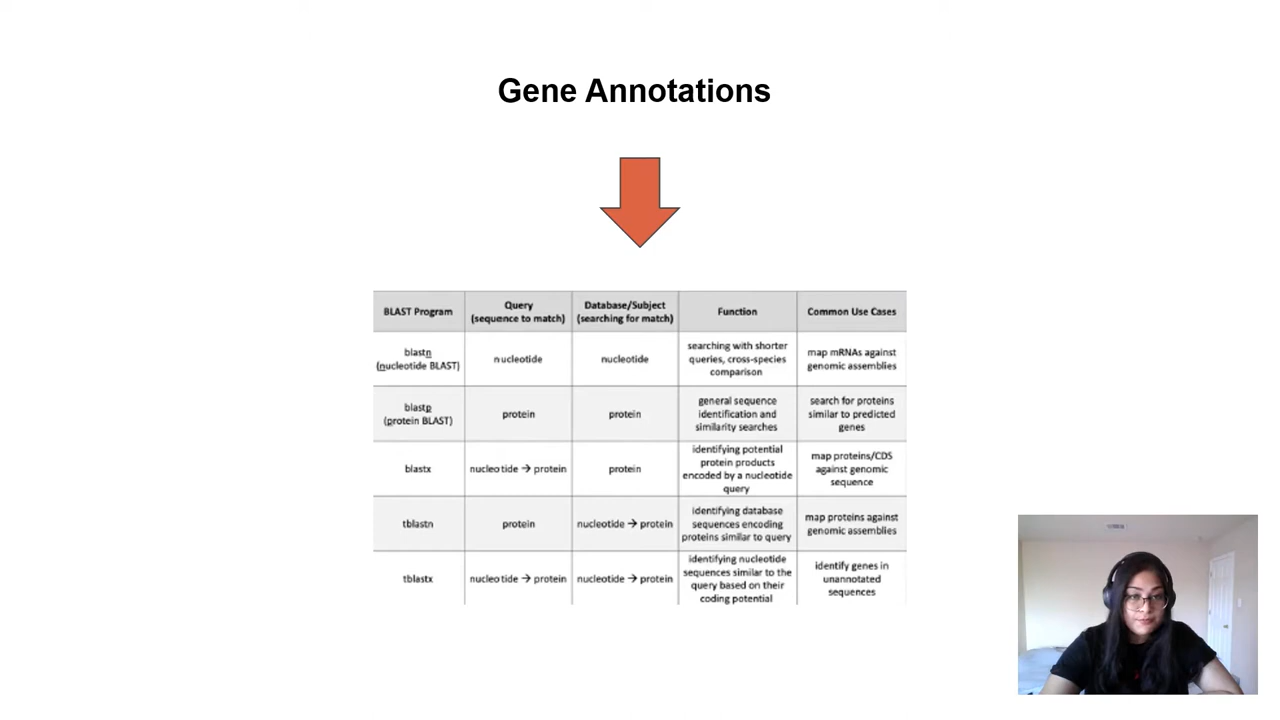 Gene Annotations
BLAST Program
Query
(sequence to match)
Database/Subject
(searching for match)
Function
Common Use Cases
blastn
(nucleotide BLAST)
nucleotide
nucleotide
searching with shorter
queries, cross-species
comparison
map mRNAs against
genomic assemblies
blastp
(protein BLAST)
protein
protein
general sequence
identification and
similarity searches
search for proteins
similar to predicted
genes
blastx
nucleotide → protein
protein
identifying potential
protein products
encoded by a nucleotide
query
map proteins/CDS
against genomic
sequence
tblastn
protein
nucleotide → protein
identifying database
sequences encoding
proteins similar to query
map proteins against
genomic assemblies
tblastx
nucleotide → protein
nucleotide → protein
identifying nucleotide
sequences similar to the
query based on their
coding potential
identify genes in
unannotated
sequences